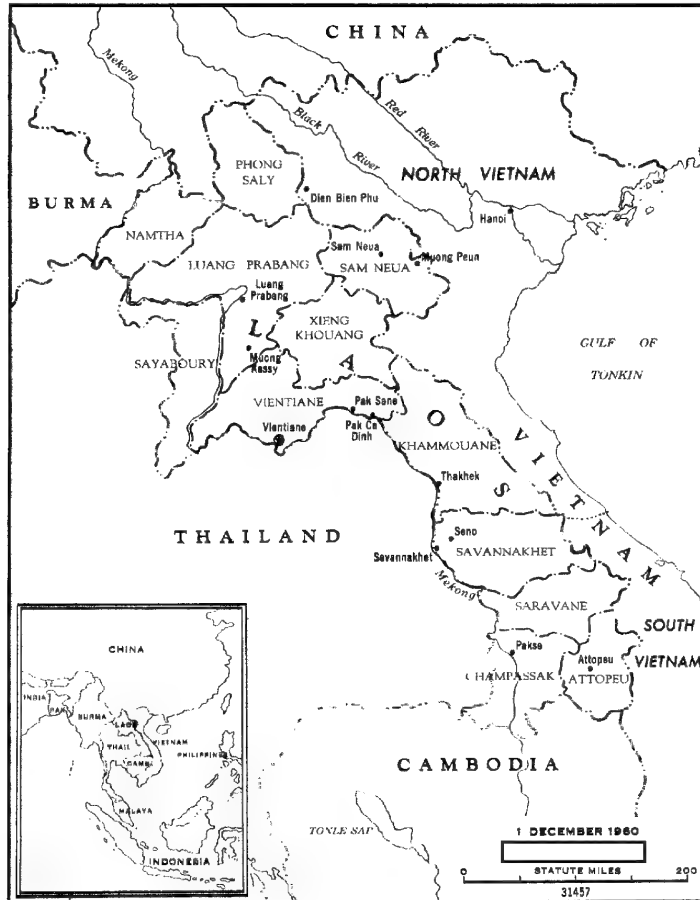 CHINA
Mekong
Black
River
Red
River
PHONG
SALY
NORTH VIETNAM
BURMA
Dien Bien Phu
Hanoi
NAMTHA
Sam Neua
Muong Peun
LUANG PRABANG
SAM NEUA
Luang
Prabang
XIENG
KHOUANG
L A O S
GULF OF
TONKIN
SAYABOURY
Muong
Kassy
VIENTIANE
Pak Sane
Vientiane
Pak Ca
Dinh
KHAMMOUANE
VIETNAM
Thakhek
THAILAND
Seno
SAVANNAKHET
Savannakhet
Mekong
SARAVANE
SOUTH
VIETNAM
Pakse
Attopeu
CHAMPASSAK
ATTOPEU
CAMBODIA
TONLE SAP
CHINA
INDIA
PAK
BURMA
LAOS
THAIL
VIETNAM
CAMBI
PHILIPPINES
MALAYA
INDONESIA
1 DECEMBER 1960
STATUTE MILES
0 200
31457